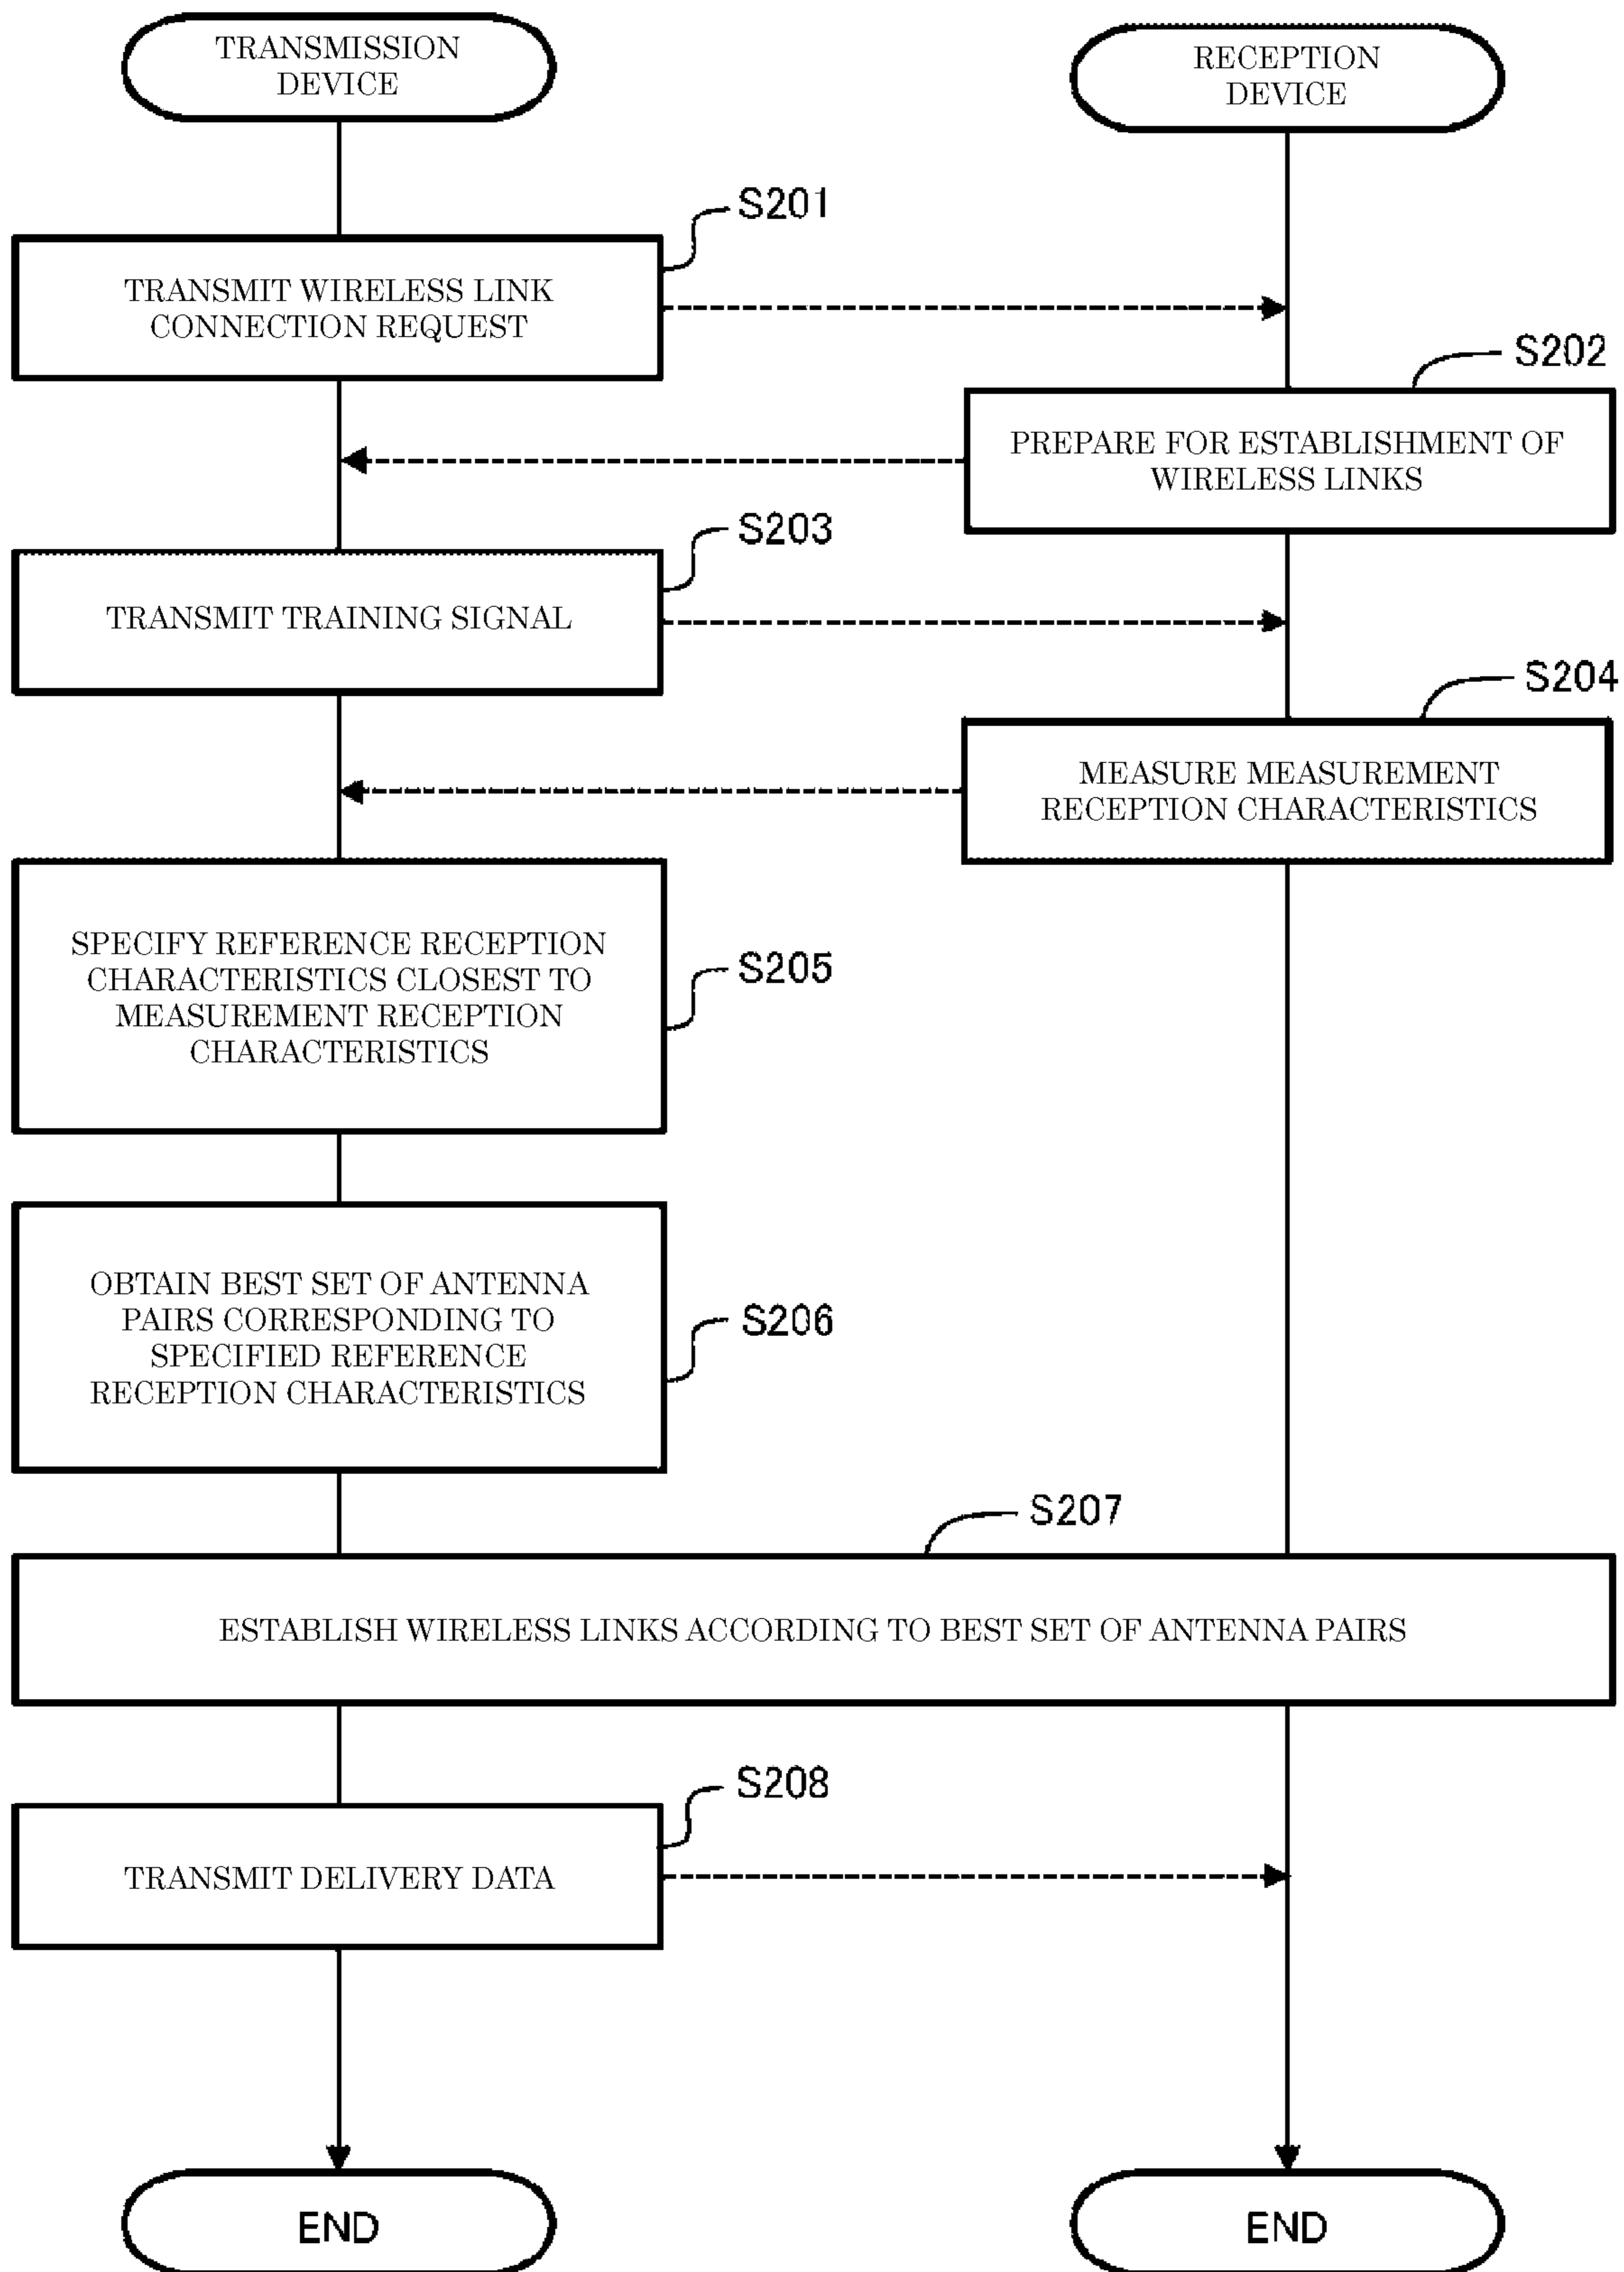 TRANSMISSION
DEVICE
RECEPTION
DEVICE
S201
TRANSMIT WIRELESS LINK
CONNECTION REQUEST
S202
PREPARE FOR ESTABLISHMENT OF
WIRELESS LINKS
S203
TRANSMIT TRAINING SIGNAL
S204
MEASURE MEASUREMENT
RECEPTION CHARACTERISTICS
SPECIFY REFERENCE RECEPTION
CHARACTERISTICS CLOSEST TO
MEASUREMENT RECEPTION
CHARACTERISTICS
S205
OBTAIN BEST SET OF ANTENNA
PAIRS CORRESPONDING TO
SPECIFIED REFERENCE
RECEPTION CHARACTERISTICS
S206
S207
ESTABLISH WIRELESS LINKS ACCORDING TO BEST SET OF ANTENNA PAIRS
S208
TRANSMIT DELIVERY DATA
END
END